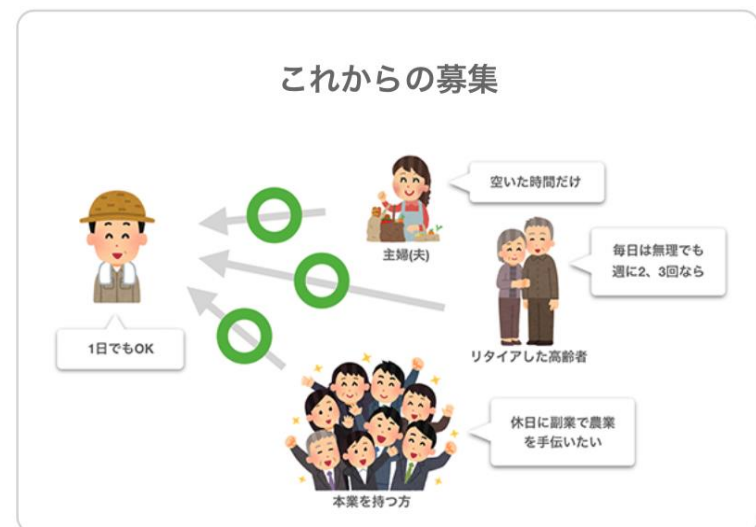 これからの募集
空いた時間だけ
主婦(夫)
毎日は無理でも
週に2、3回なら
1日でもOK
リタイアした高齢者
休日に副業で農業
を手伝いたい
本業を持つ方